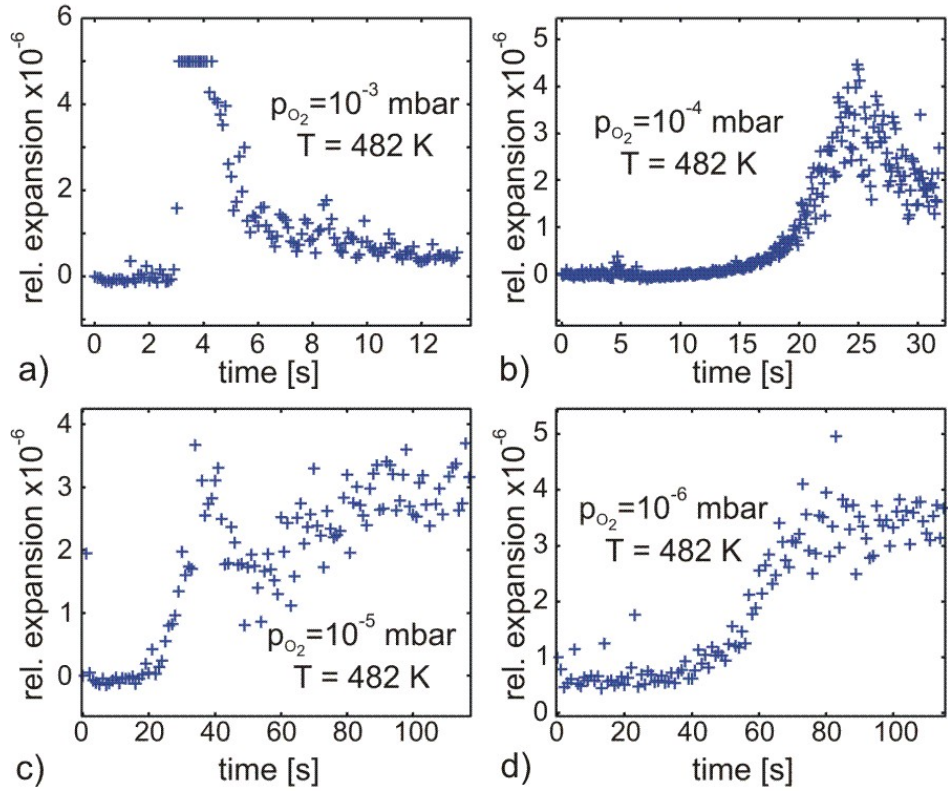 rel. expansion x10⁻⁶
6
4
2
0
p_O₂=10⁻³ mbar
T = 482 K
0 2 4 6 8 10 12
time [s]
a)
rel. expansion x10⁻⁶
5
4
3
2
1
0
p_O₂=10⁻⁴ mbar
T = 482 K
0 5 10 15 20 25 30
time [s]
b)
rel. expansion x10⁻⁶
4
3
2
1
0
p_O₂=10⁻⁵ mbar
T = 482 K
0 20 40 60 80 100
time [s]
c)
rel. expansion x10⁻⁶
5
4
3
2
1
0
p_O₂=10⁻⁶ mbar
T = 482 K
0 20 40 60 80 100
time [s]
d)